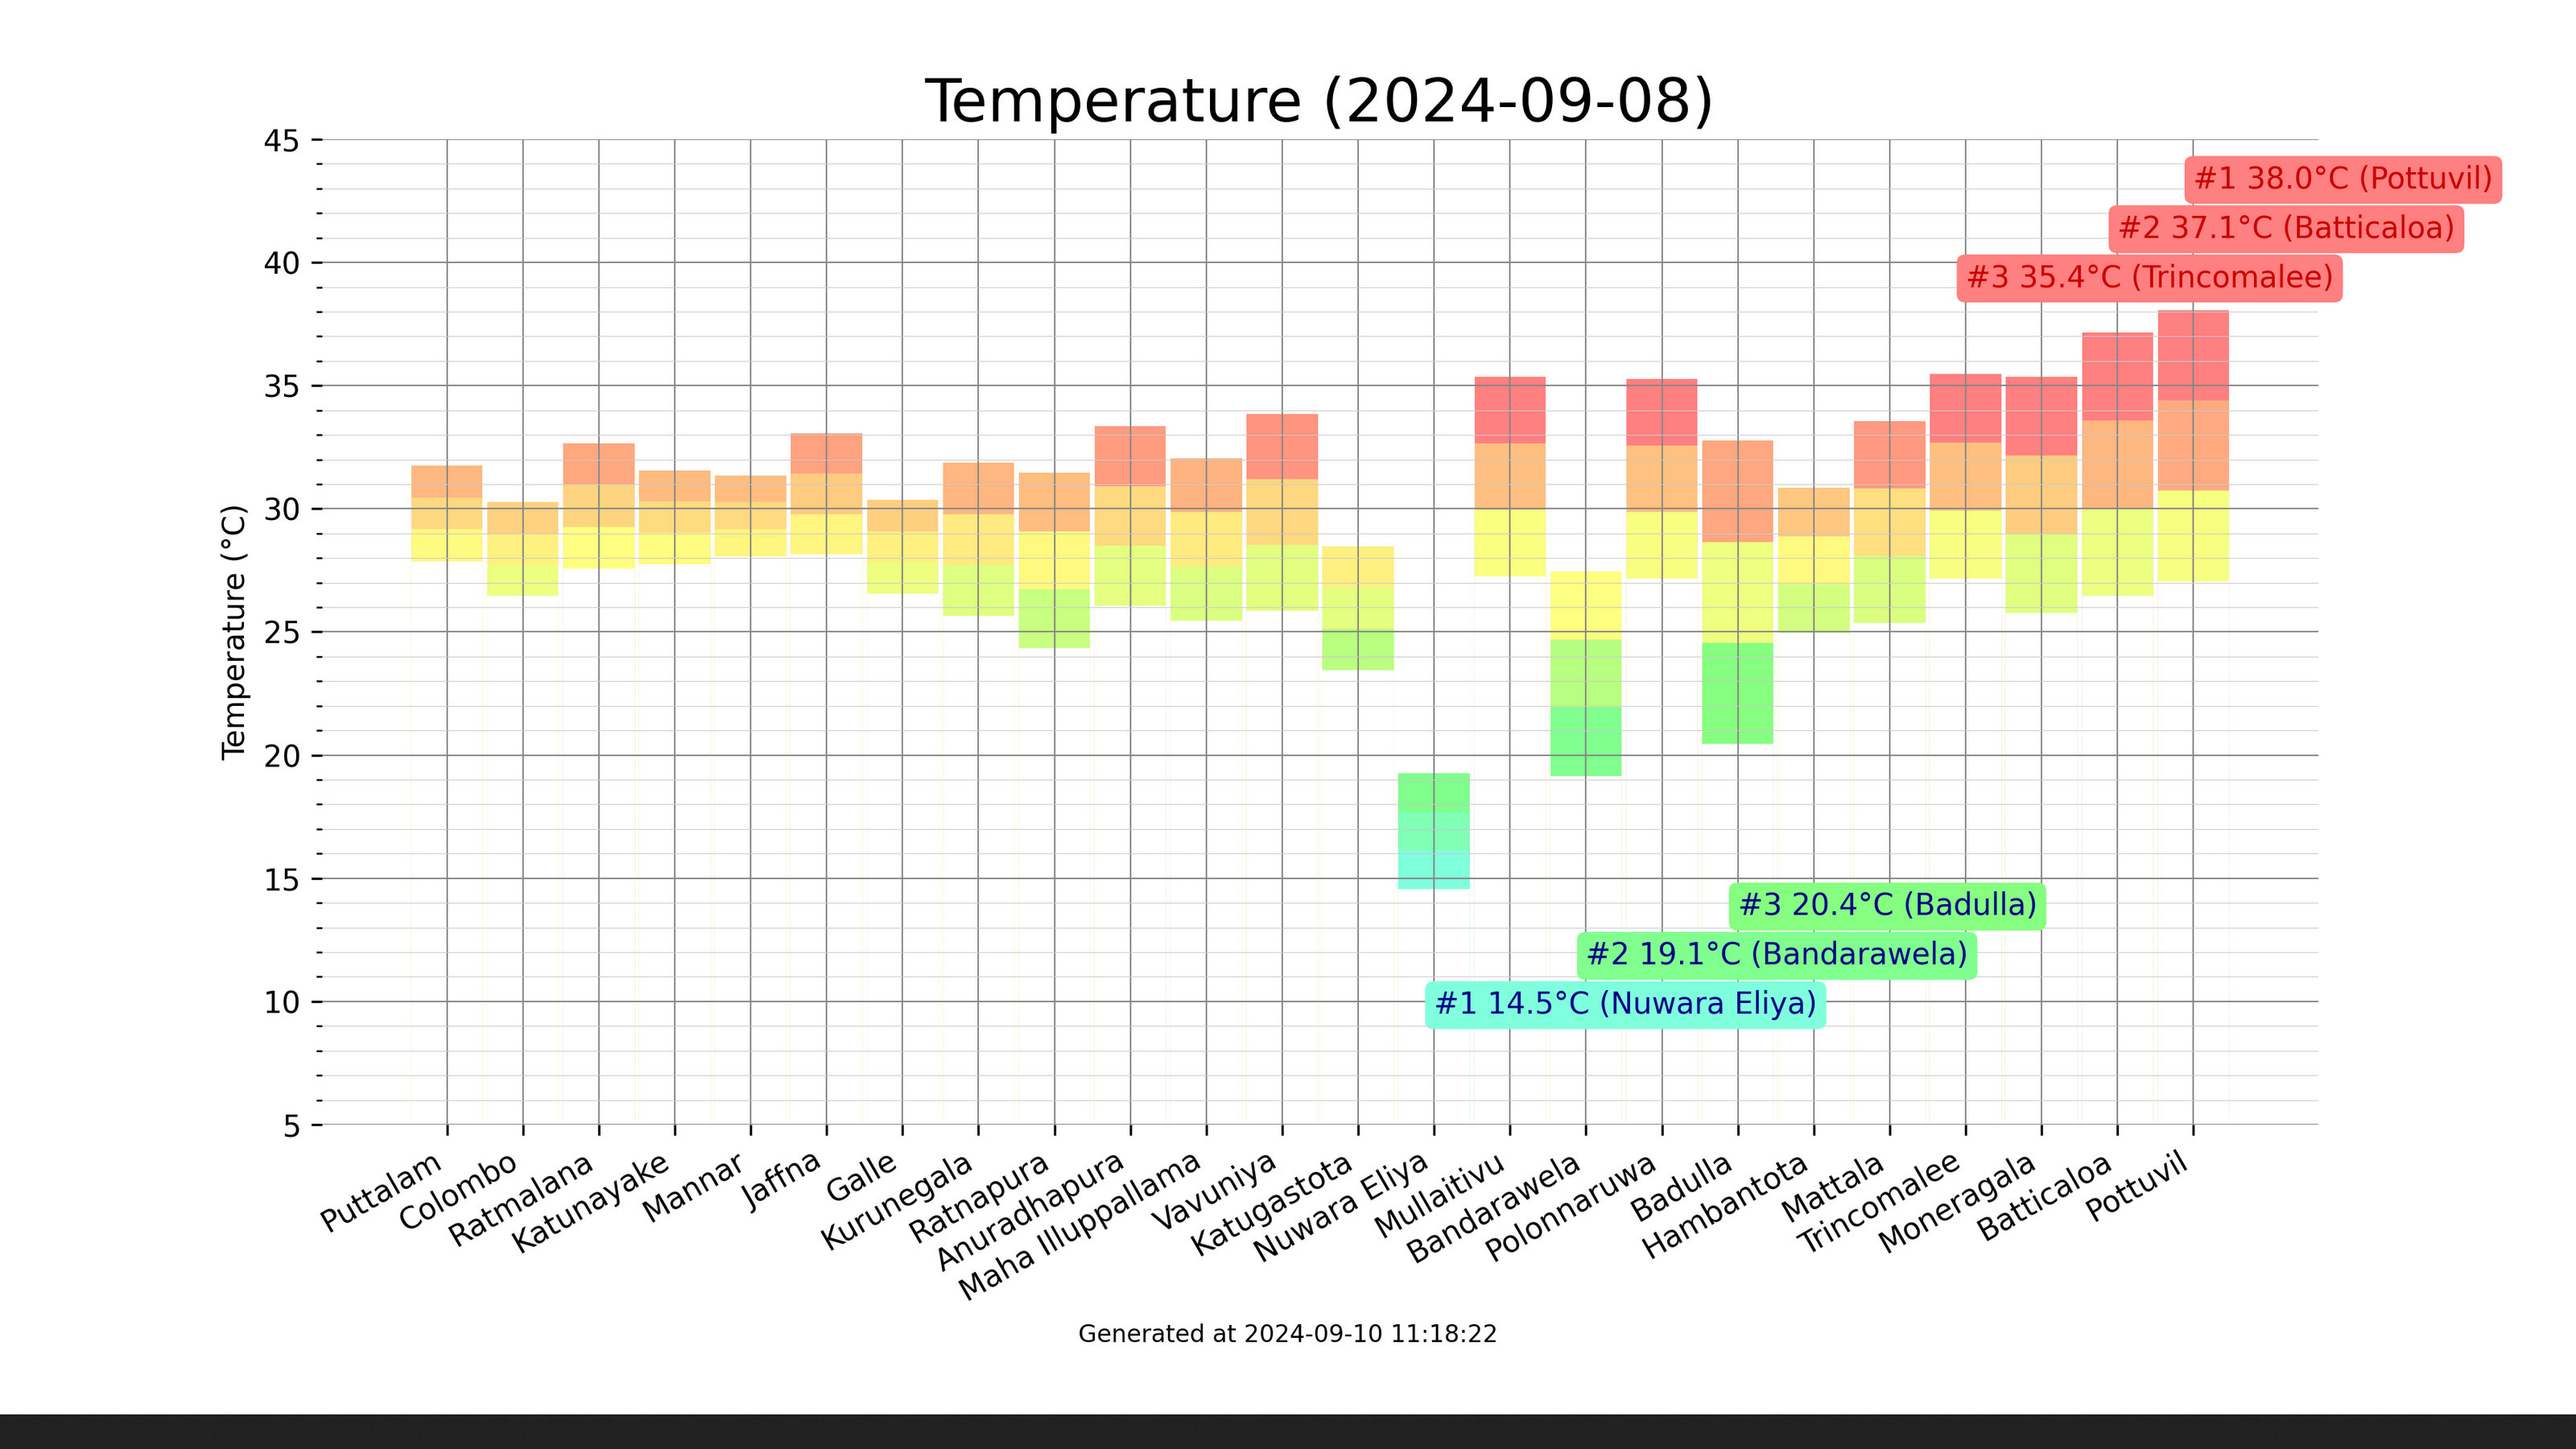 Temperature (2024-09-08)
45
40
35
30
25
20
15
10
5
Temperature (°C)
#1 38.0°C (Pottuvil)
#2 37.1°C (Batticaloa)
#3 35.4°C (Trincomalee)
#3 20.4°C (Badulla)
#2 19.1°C (Bandarawela)
#1 14.5°C (Nuwara Eliya)
Puttalam
Colombo
Ratmalana
Katunayake
Mannar
Jaffna
Galle
Kurunegala
Ratnapura
Anuradhapura
Maha Illuppallama
Vavuniya
Katugastota
Nuwara Eliya
Mullaitivu
Bandarawela
Polonnaruwa
Badulla
Hambantota
Mattala
Trincomalee
Moneragala
Batticaloa
Pottuvil
Generated at 2024-09-10 11:18:22